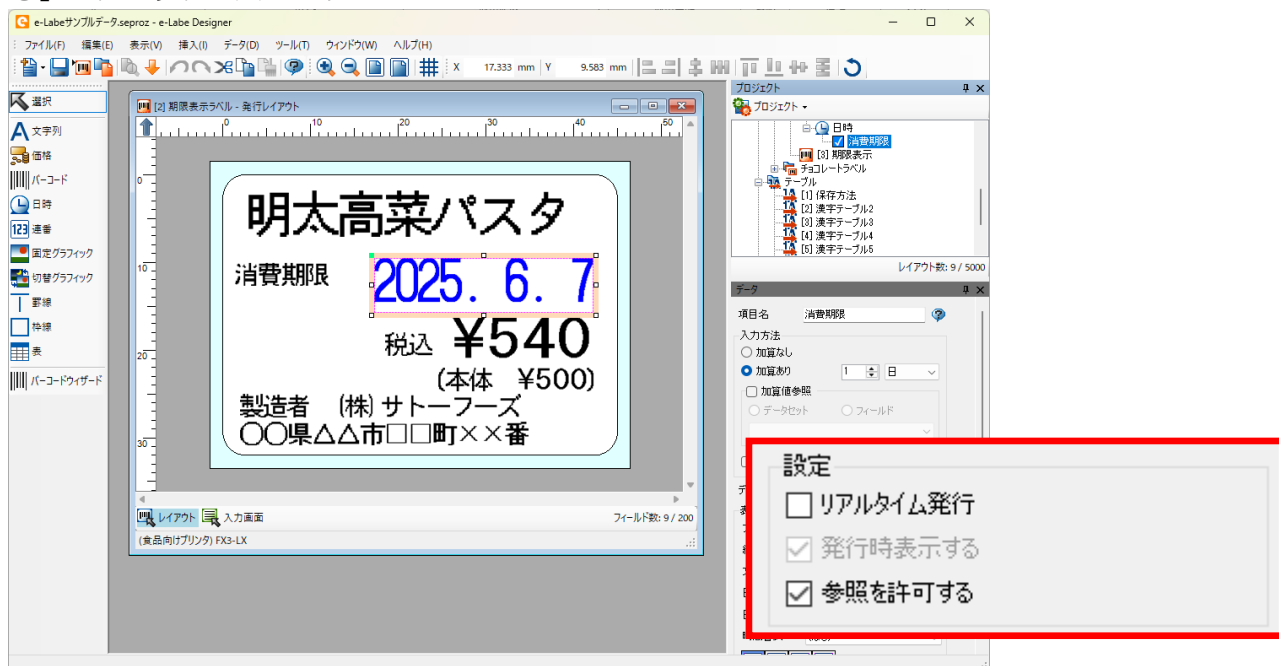 e-Labeサンプルデータ.seproz - e-Labe Designer
ファイル(F) 編集(E) 表示(V) 挿入(I) データ(D) ツール(T) ウィンドウ(W) ヘルプ(H)
X 17.333 mm Y 9.583 mm
選択
文字列
価格
バーコード
日時
123 連番
固定グラフィック
切替グラフィック
罫線
枠線
表
バーコードウィザード
[2] 期限表示ラベル - 発行レイアウト
0 10 20 30 40 50
0
10
20
30
明太高菜パスタ
消費期限 2025. 6. 7
税込 ¥540
(本体 ¥500)
製造者 (株)サトーフーズ
〇〇県△△市□□町××番
レイアウト 入力画面 フィールド数: 9 / 200
(食品向けプリンタ) FX3-LX
プロジェクト
プロジェクト
日時
消費期限
[3] 期限表示
チョコレートラベル
テーブル
[1] 保存方法
[2] 漢字テーブル2
[3] 漢字テーブル3
[4] 漢字テーブル4
[5] 漢字テーブル5
レイアウト数: 9 / 5000
データ
項目名 消費期限
入力方法
加算なし
加算あり 1 日
加算値参照
データセット フィールド
設定
リアルタイム発行
発行時表示する
参照を許可する